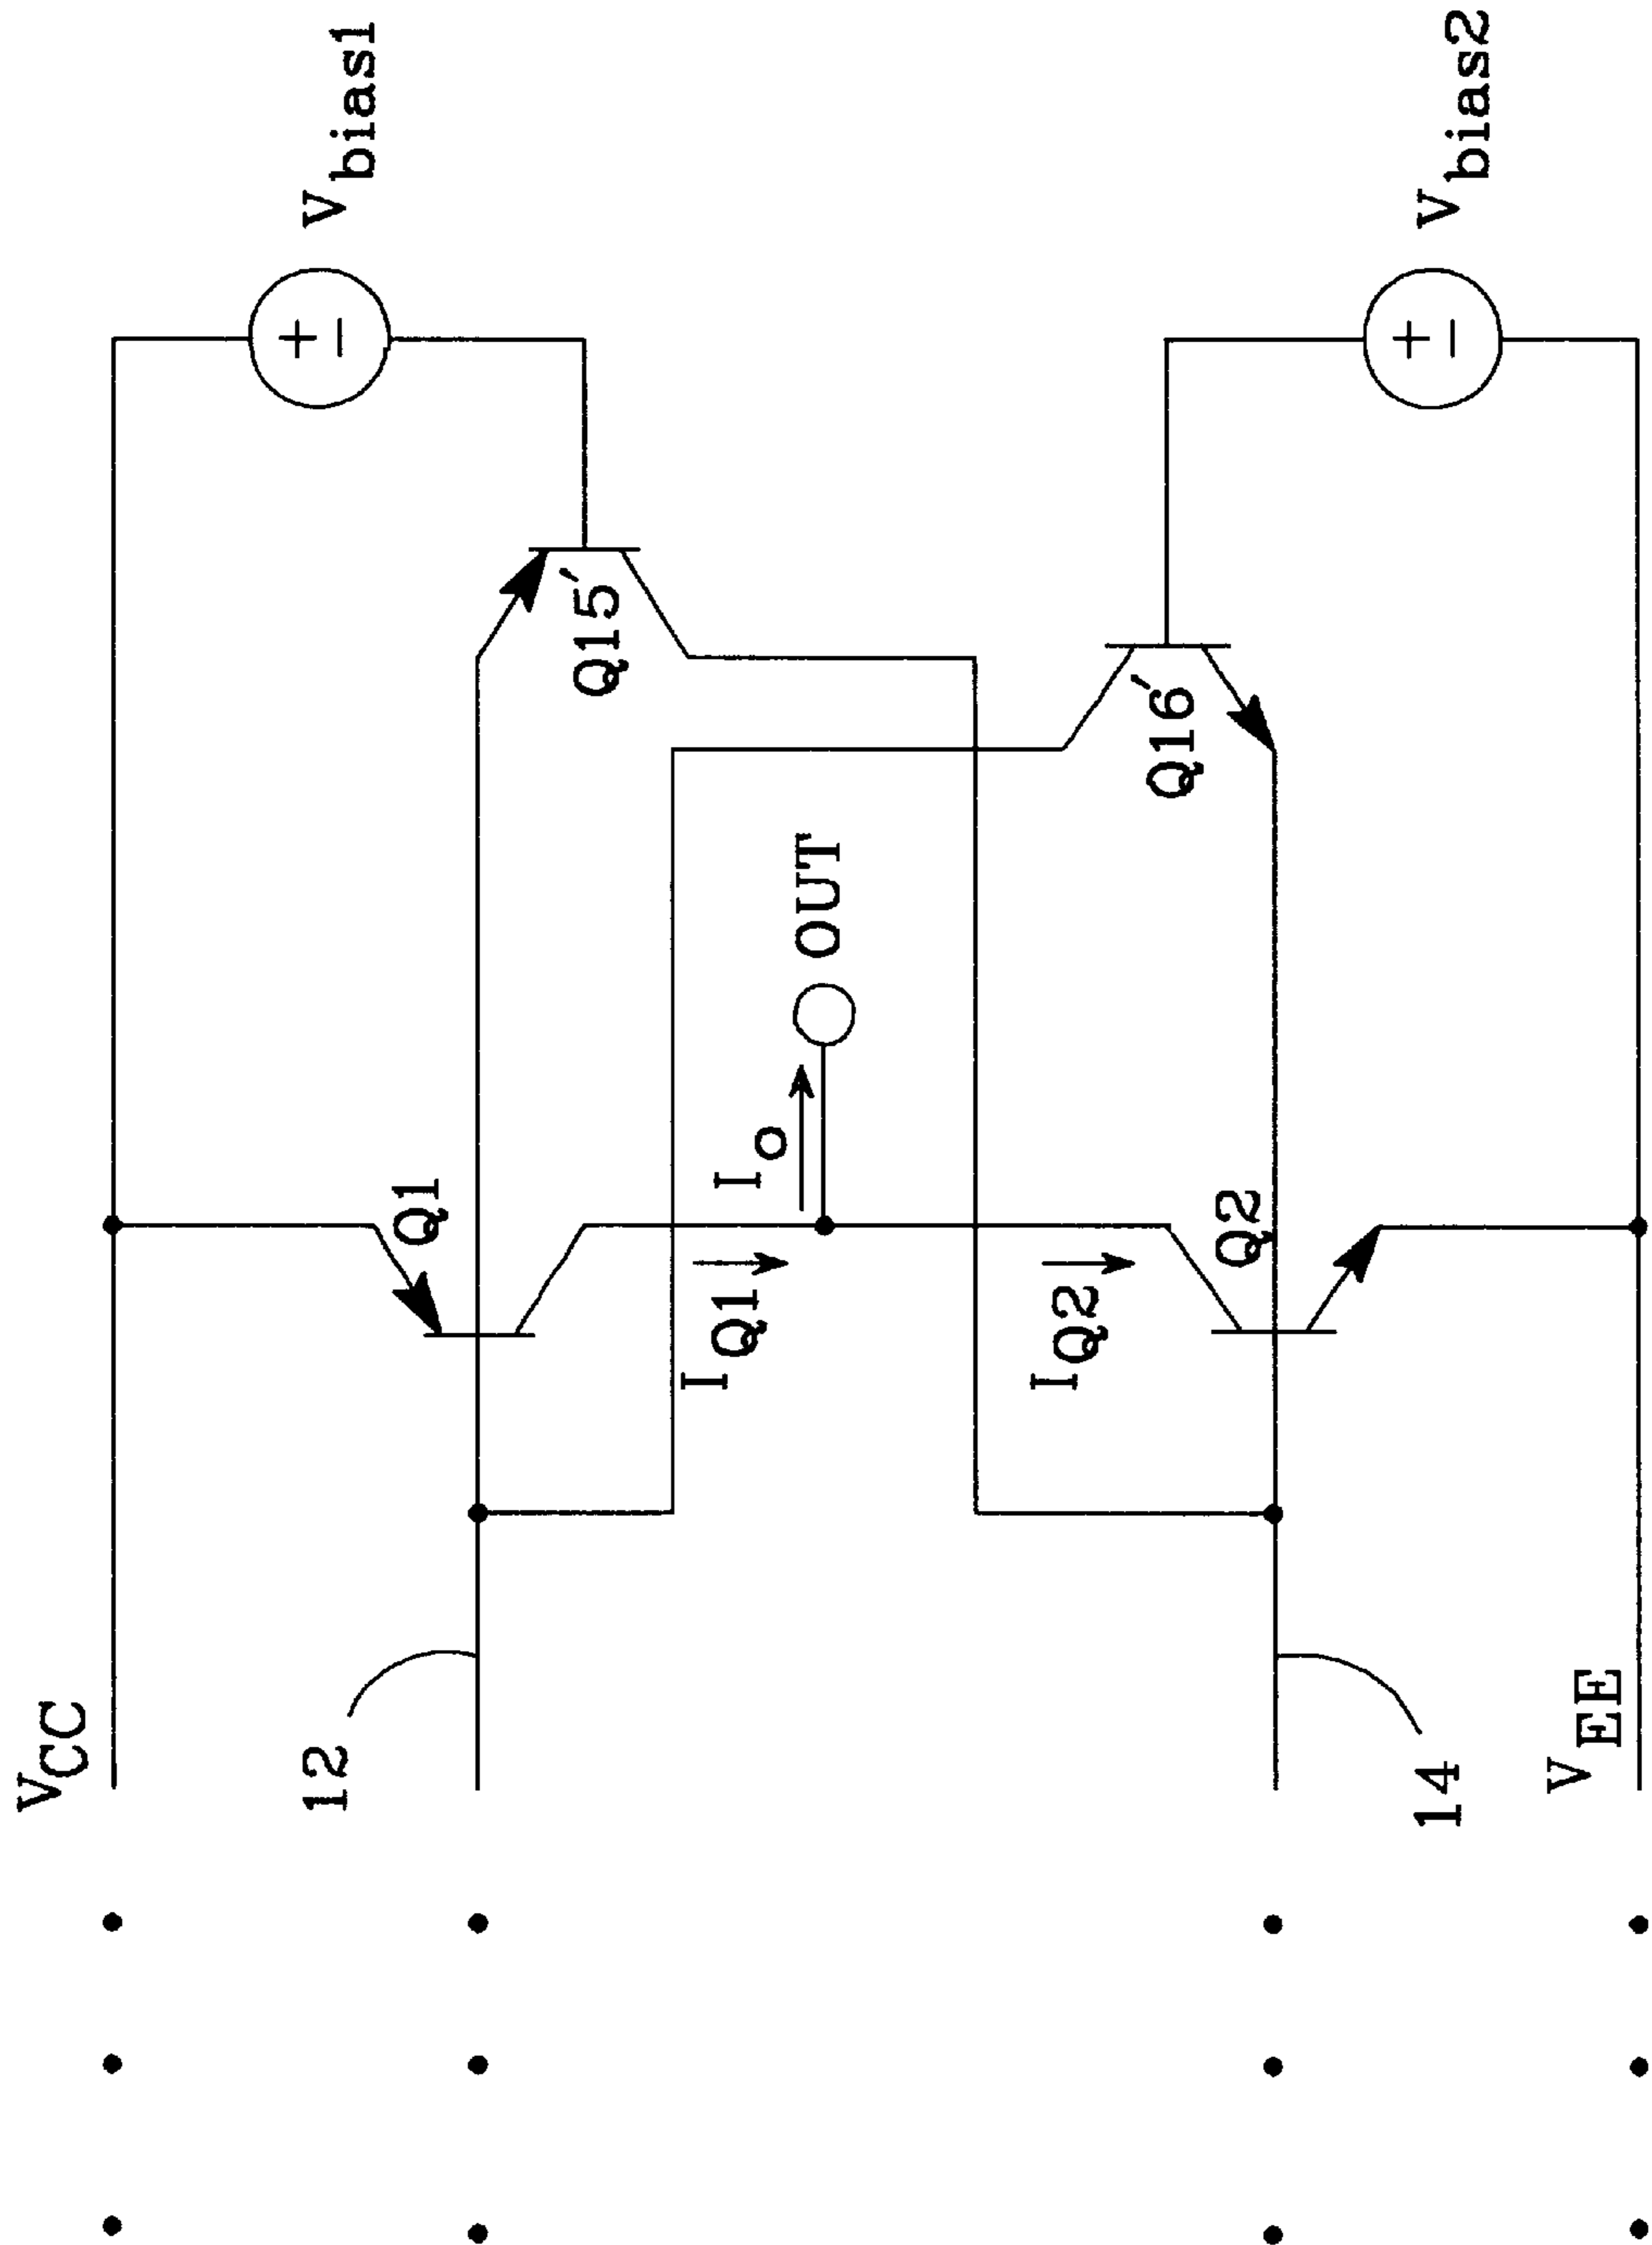 VCC
12
14
VEE
Q1
IQ1
IO
OUT
IQ2
Q2
Q15′
Q16′
+
−
Vbias1
+
−
Vbias2